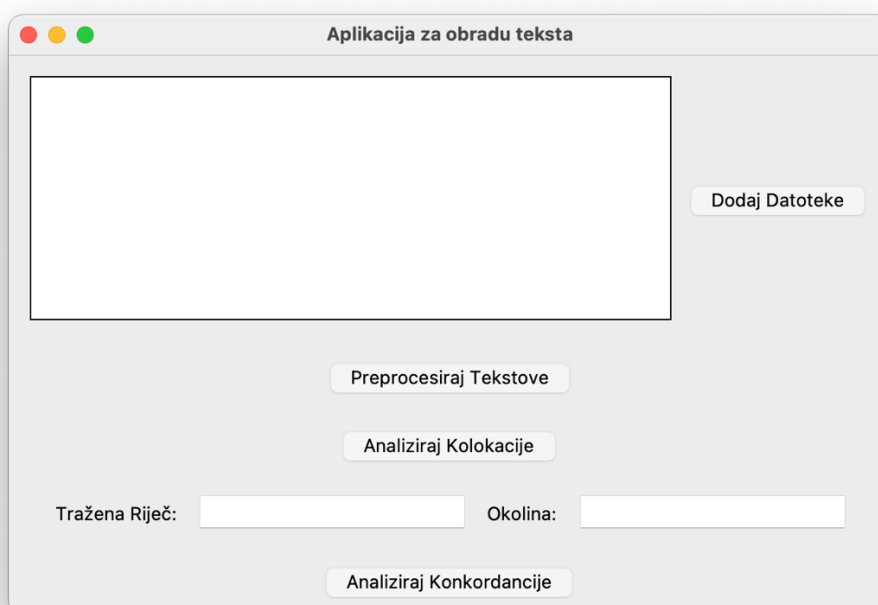 Aplikacija za obradu teksta
Dodaj Datoteke
Preprocesiraj Tekstove
Analiziraj Kolokacije
Tražena Riječ: Okolina:
Analiziraj Konkordancije